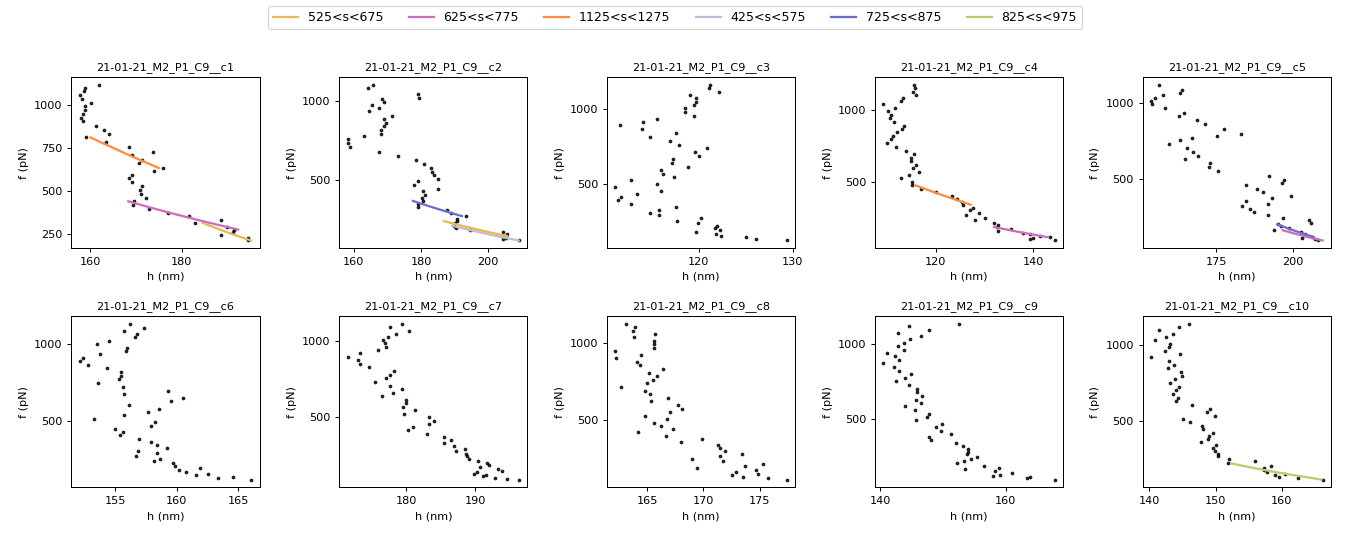 525<s<675 625<s<775 1125<s<1275 425<s<575 725<s<875 825<s<975
21-01-21_M2_P1_C9__c1 21-01-21_M2_P1_C9__c2 21-01-21_M2_P1_C9__c3 21-01-21_M2_P1_C9__c4 21-01-21_M2_P1_C9__c5
1000 1000 1000 1000 1000
750
500 500 500 500 500
250
f (pN) f (pN) f (pN) f (pN) f (pN)
160 180 160 180 200 120 130 120 140 175 200
h (nm) h (nm) h (nm) h (nm) h (nm)
21-01-21_M2_P1_C9__c6 21-01-21_M2_P1_C9__c7 21-01-21_M2_P1_C9__c8 21-01-21_M2_P1_C9__c9 21-01-21_M2_P1_C9__c10
1000 1000 1000 1000 1000
500 500 500 500 500
f (pN) f (pN) f (pN) f (pN) f (pN)
155 160 165 180 190 165 170 175 140 160 140 150 160
h (nm) h (nm) h (nm) h (nm) h (nm)